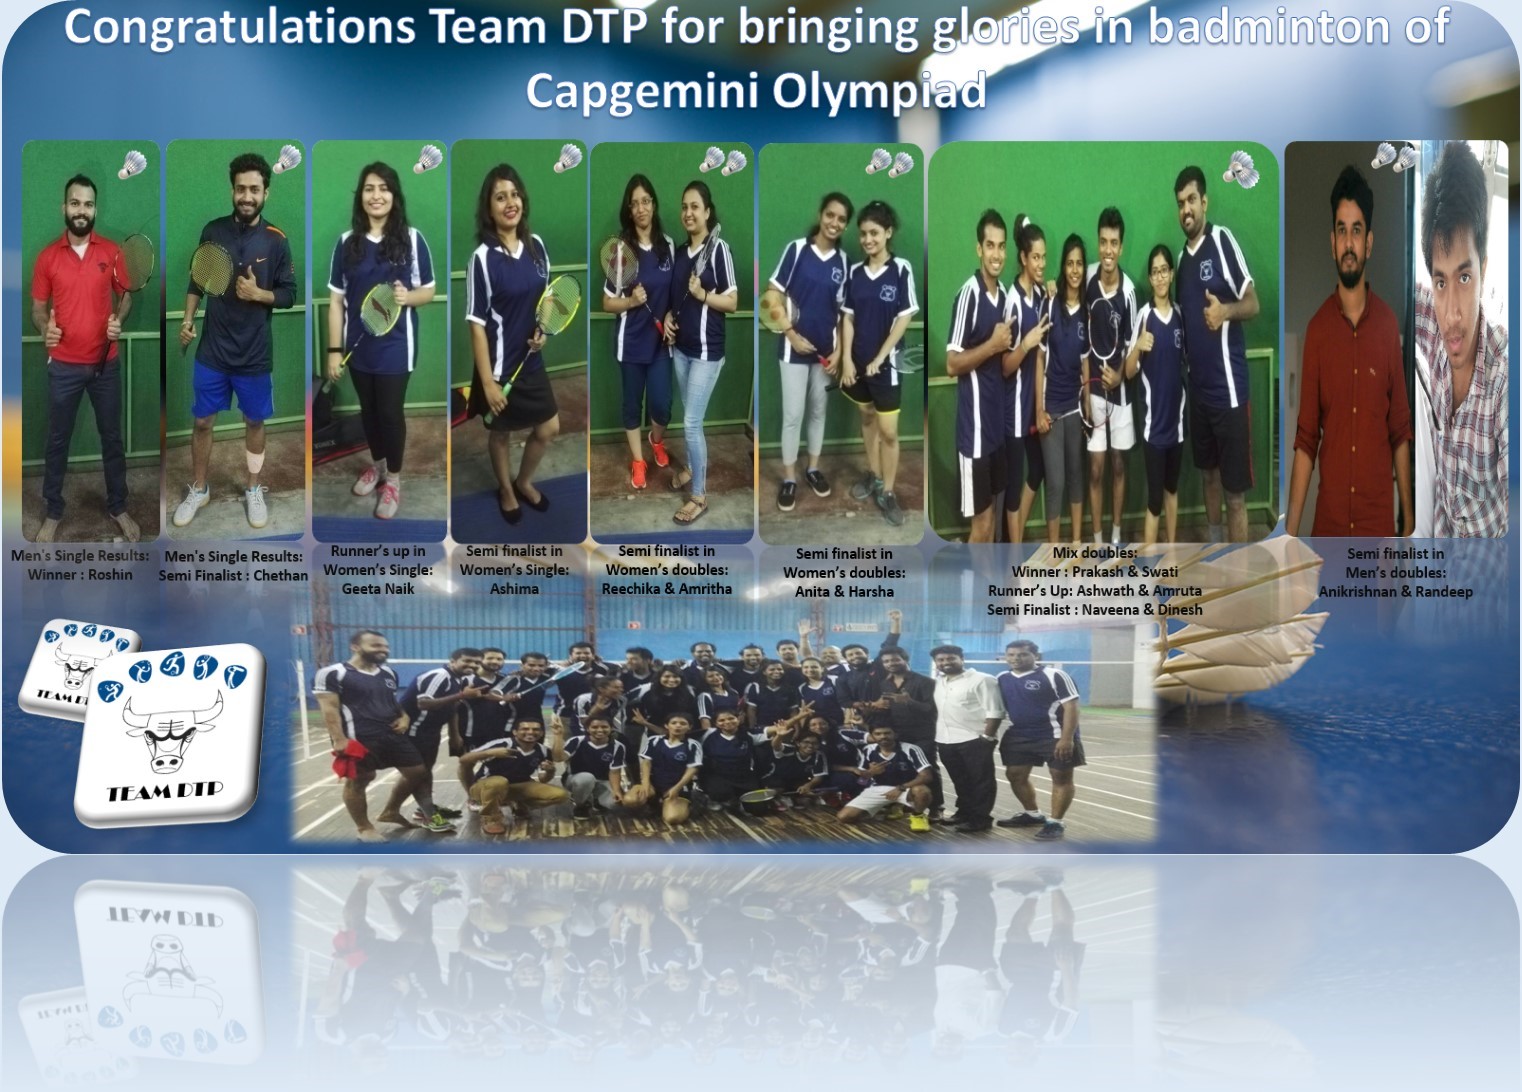 Congratulations Team DTP for bringing glories in badminton of
Capgemini Olympiad
Men's Single Results:
Winner : Roshin
Men's Single Results:
Semi Finalist : Chethan
Runner’s up in
Women’s Single:
Geeta Naik
Semi finalist in
Women’s Single:
Ashima
Semi finalist in
Women’s doubles:
Reechika & Amritha
Semi finalist in
Women’s doubles:
Anita & Harsha
Mix doubles:
Winner : Prakash & Swati
Runner’s Up: Ashwath & Amruta
Semi Finalist : Naveena & Dinesh
Semi finalist in
Men’s doubles:
Anikrishnan & Randeep
TEAM DTP
TEAM DTP